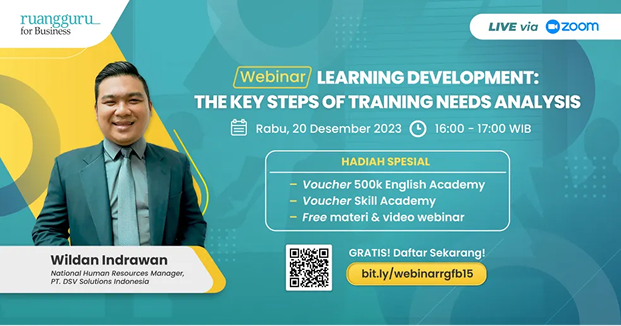 ruangguru
for Business
LIVE via zoom
Webinar LEARNING DEVELOPMENT:
THE KEY STEPS OF TRAINING NEEDS ANALYSIS
Rabu, 20 Desember 2023 16:00 - 17:00 WIB
HADIAH SPESIAL
– Voucher 500k English Academy
– Voucher Skill Academy
– Free materi & video webinar
Wildan Indrawan
National Human Resources Manager,
PT. DSV Solutions Indonesia
GRATIS! Daftar Sekarang!
bit.ly/webinarrgfb15